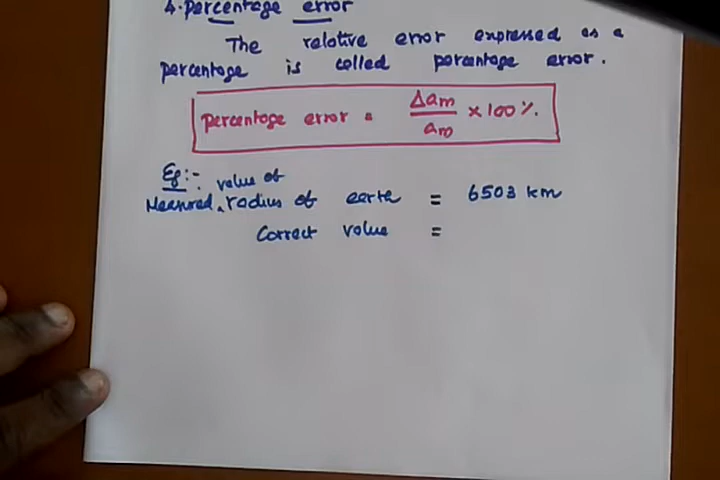 4. percentage error
The relative error expressed as a
percentage is called percentage error.
percentage error = Δam/am × 100%.
Eg:-
Measured ‸ value of radius of earth = 6503 km
Correct value =